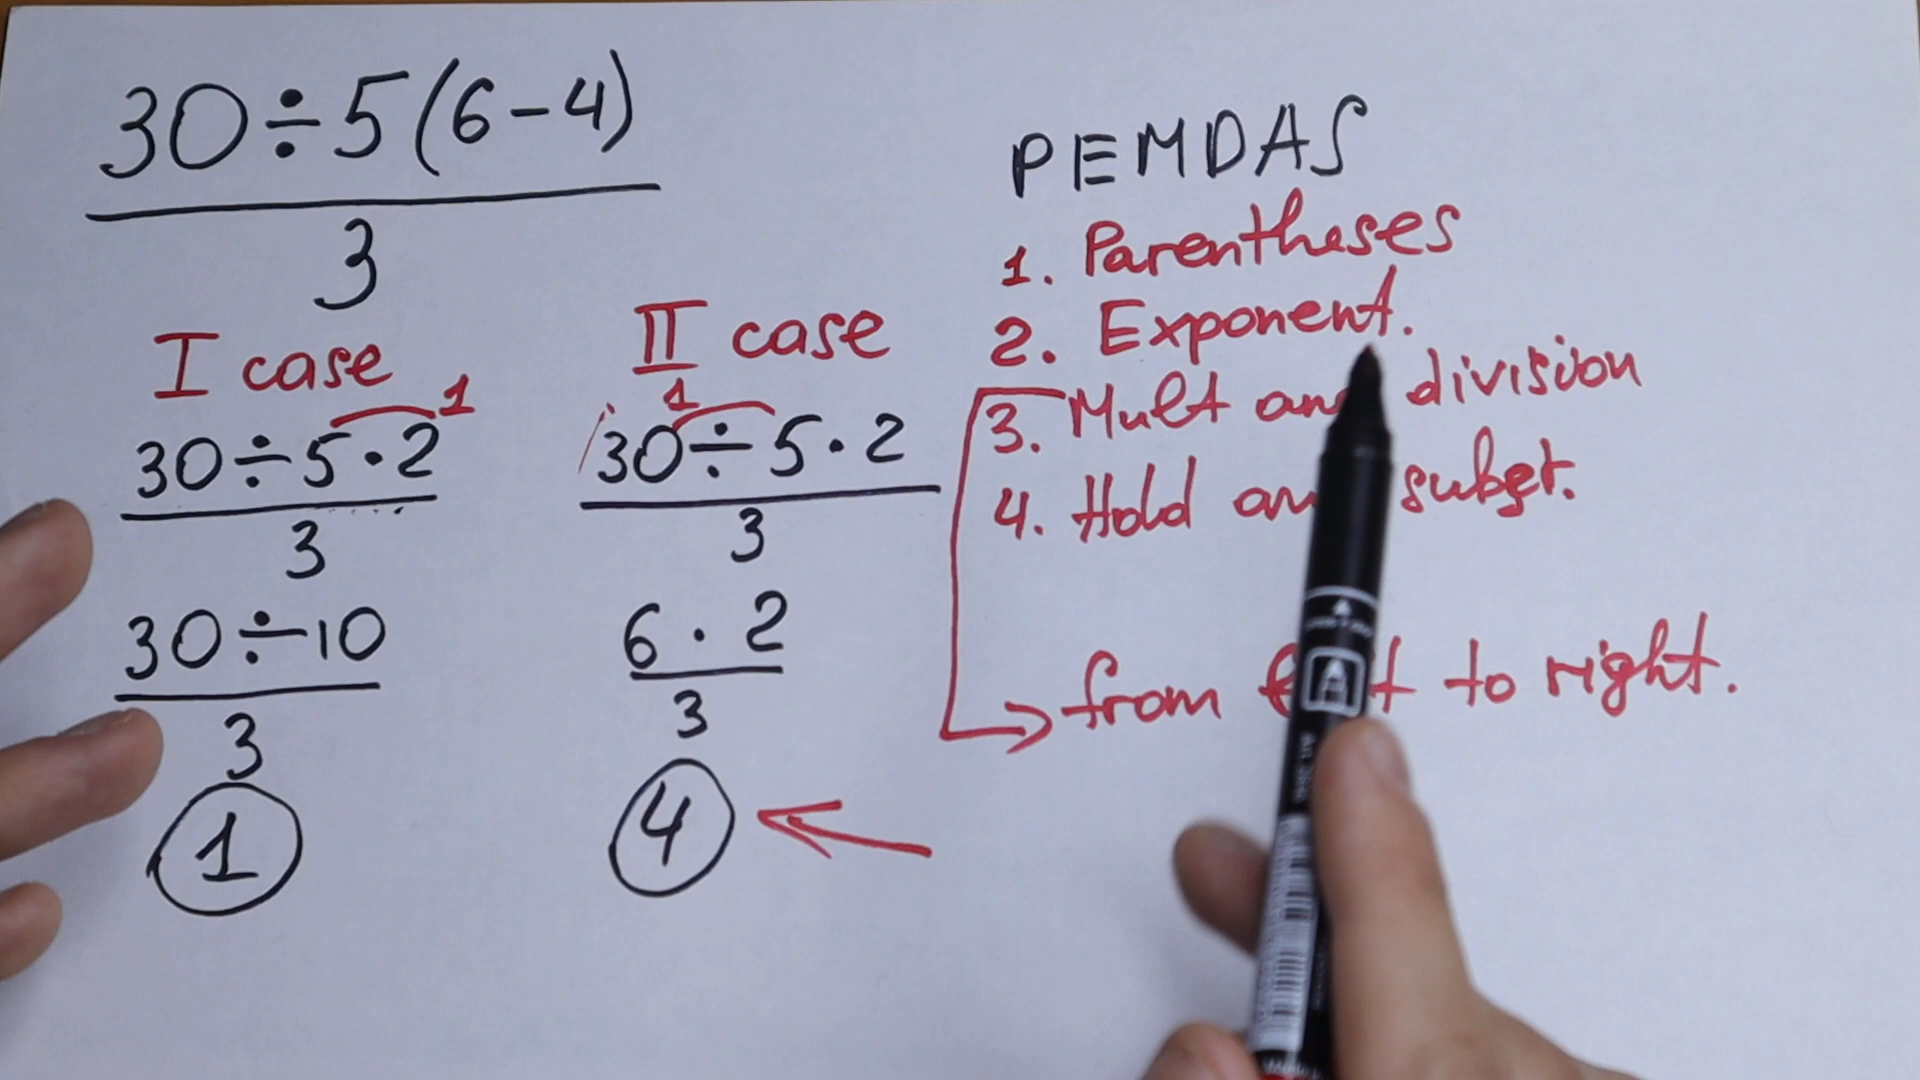 30÷5(6-4)
3
I case
1
30÷5·2
3
30÷10
3
1
II case
1
30÷5·2
3
6·2
3
4
PEMDAS
1. Parentheses
2. Exponent.
3. Mult division
4.
from to right.